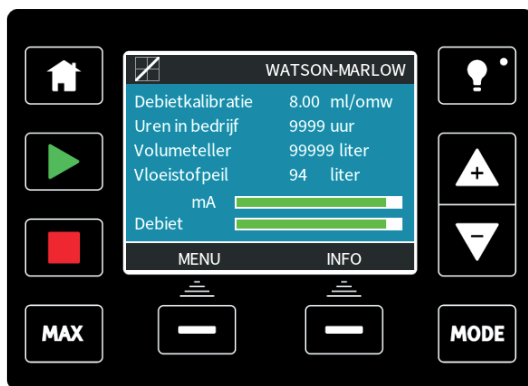 WATSON-MARLOW
Debietkalibratie 8.00 ml/omw
Uren in bedrijf 9999 uur
Volumeteller 99999 liter
Vloeistofpeil 94 liter
mA
Debiet
MENU INFO
+
-
MAX MODE